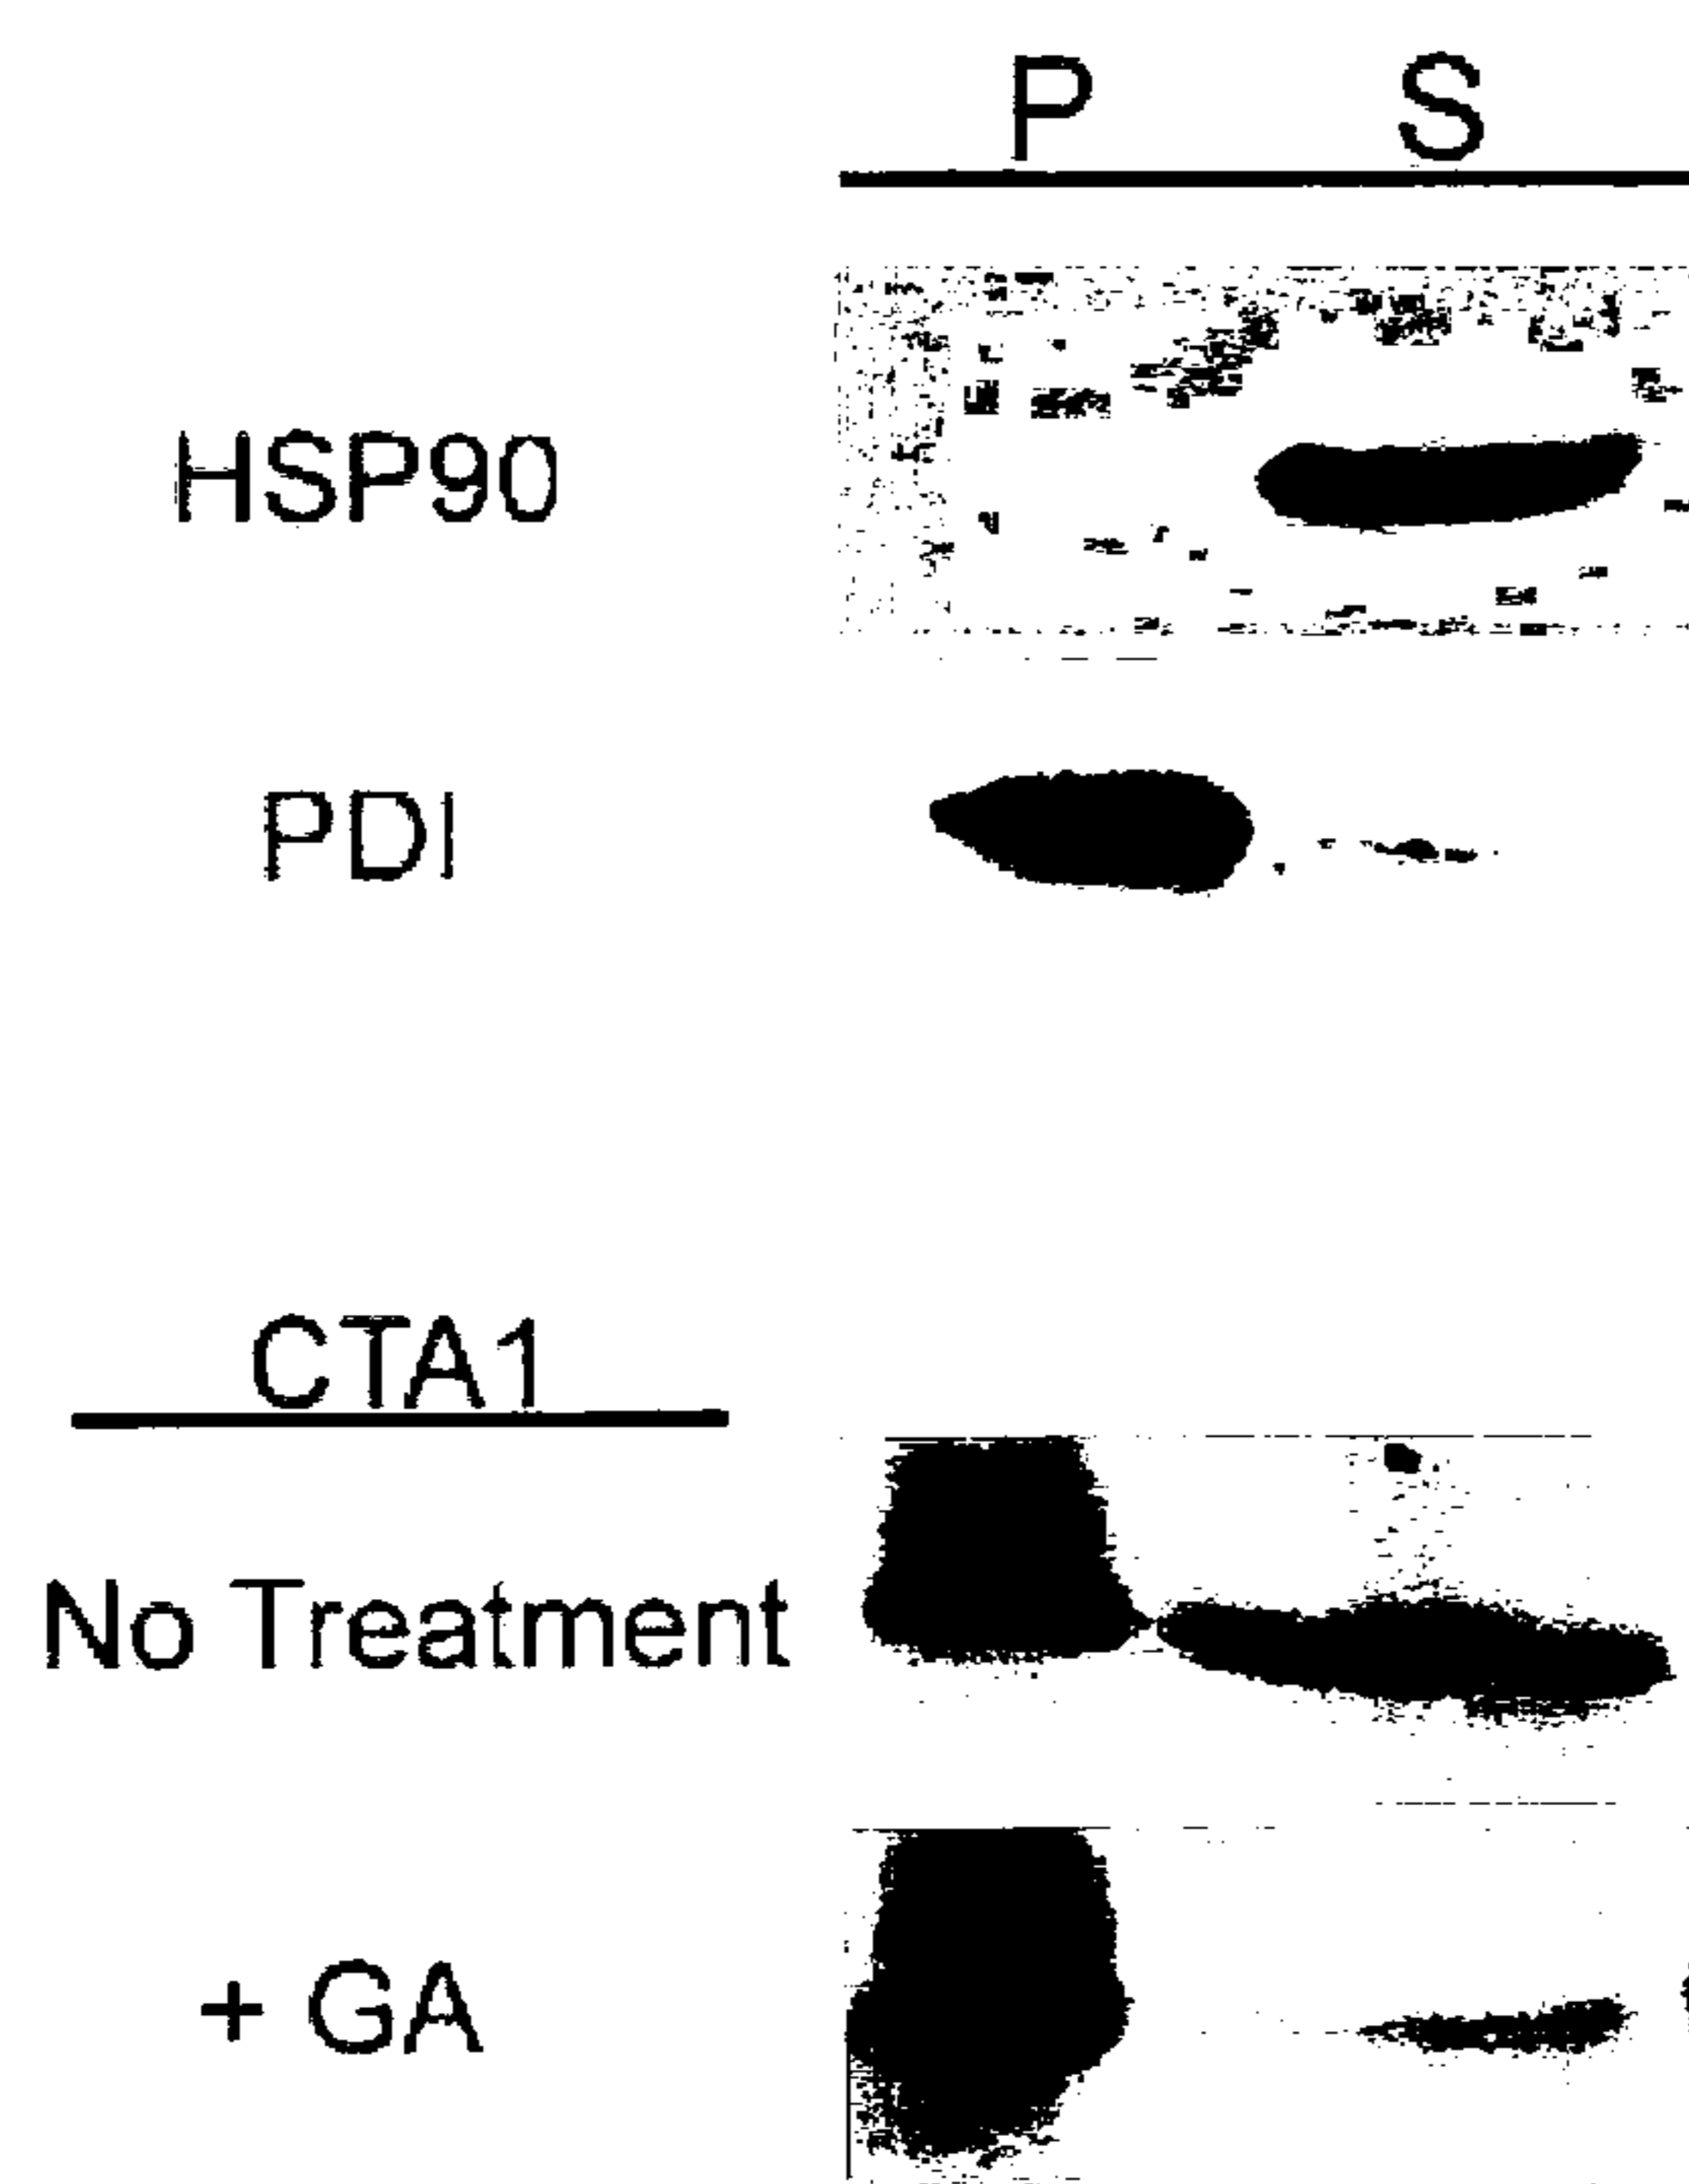 P S
HSP90
PDI
CTA1
No Treatment
+ GA